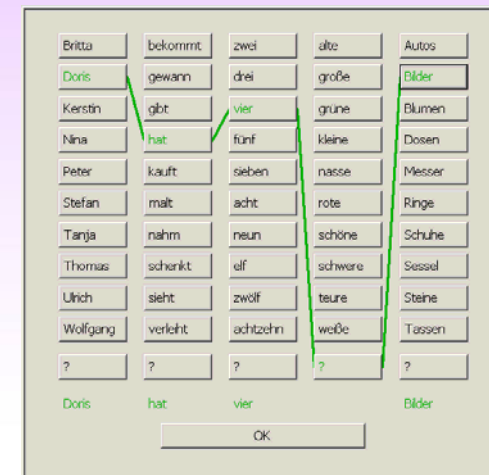 Britta bekommt zwei alte Autos
Doris gewann drei große Bilder
Kerstin gibt vier grüne Blumen
Nina hat fünf kleine Dosen
Peter kauft sieben nasse Messer
Stefan malt acht rote Ringe
Tanja nahm neun schöne Schuhe
Thomas schenkt elf schwere Sessel
Ulrich sieht zwölf teure Steine
Wolfgang verleiht achtzehn weiße Tassen
? ? ? ? ?
Doris hat vier Bilder
OK